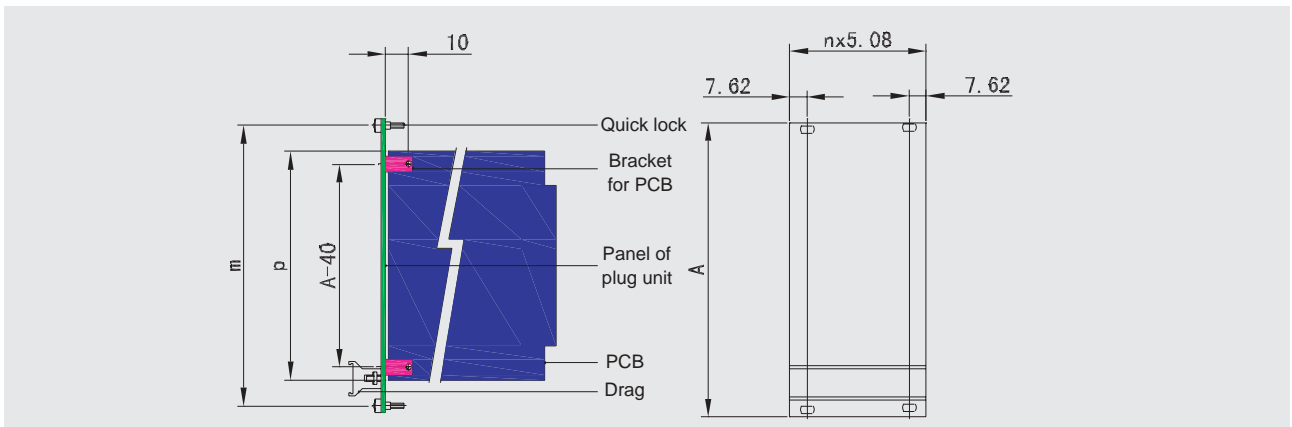 10
nx5. 08
7. 62
7. 62
Quick lock
Bracket
for PCB
m
p
A-40
Panel of
plug unit
A
PCB
Drag